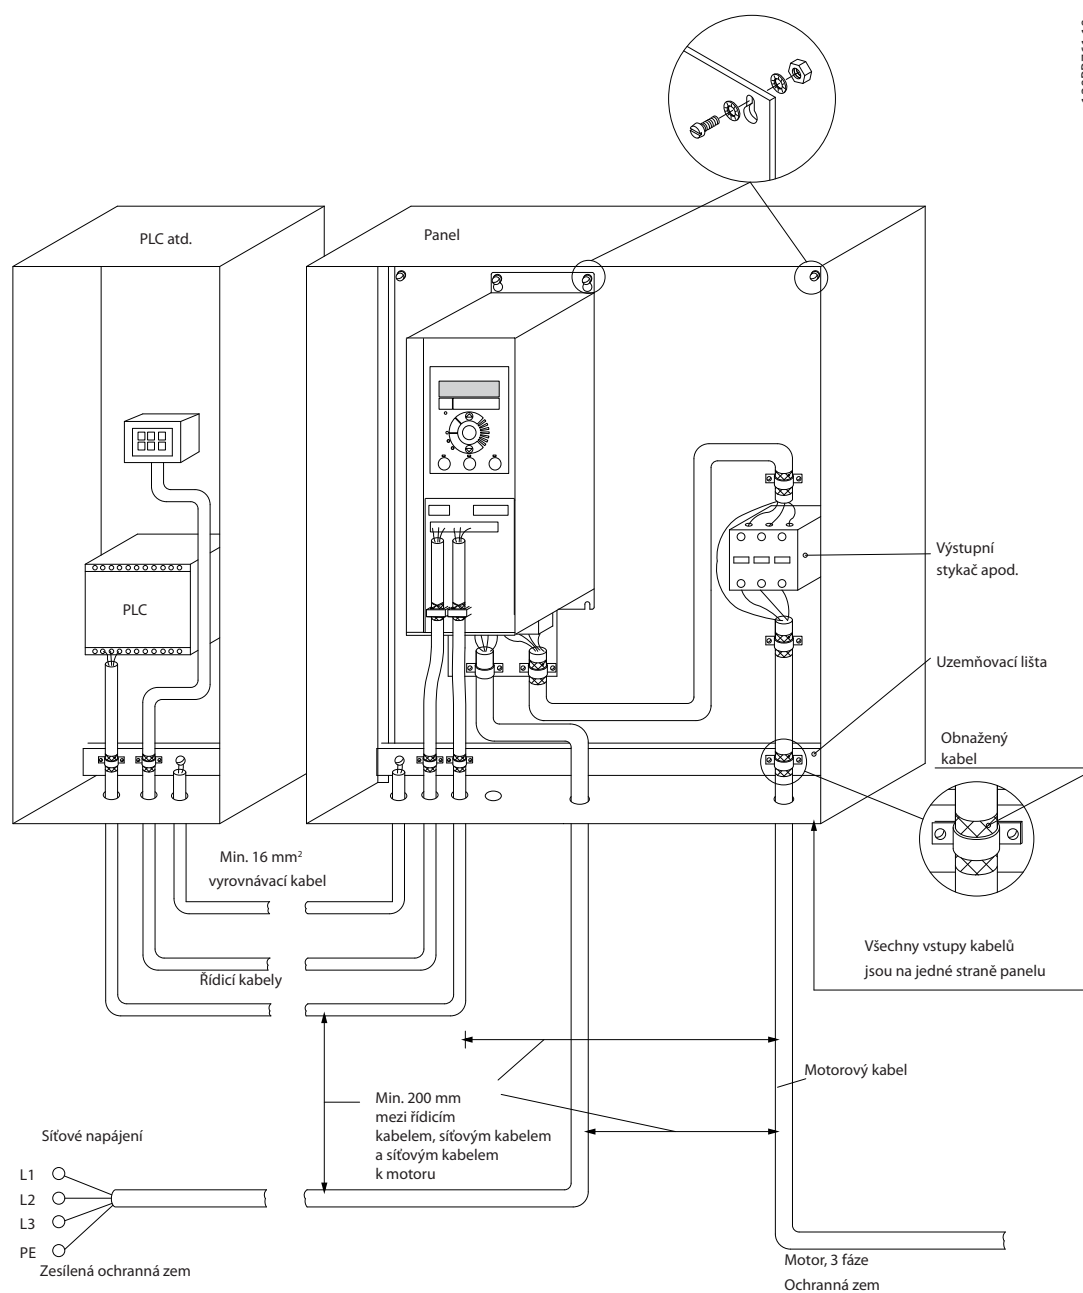 PLC atd.
Panel
PLC
Výstupní
stykač apod.
Uzemňovací lišta
Obnažený
kabel
Min. 16 mm²
vyrovnávací kabel
Všechny vstupy kabelů
jsou na jedné straně panelu
Řídicí kabely
Motorový kabel
Min. 200 mm
mezi řídicím
kabelem, síťovým kabelem
a síťovým kabelem
k motoru
Síťové napájení
L1
L2
L3
PE
Zesílená ochranná zem
Motor, 3 fáze
Ochranná zem